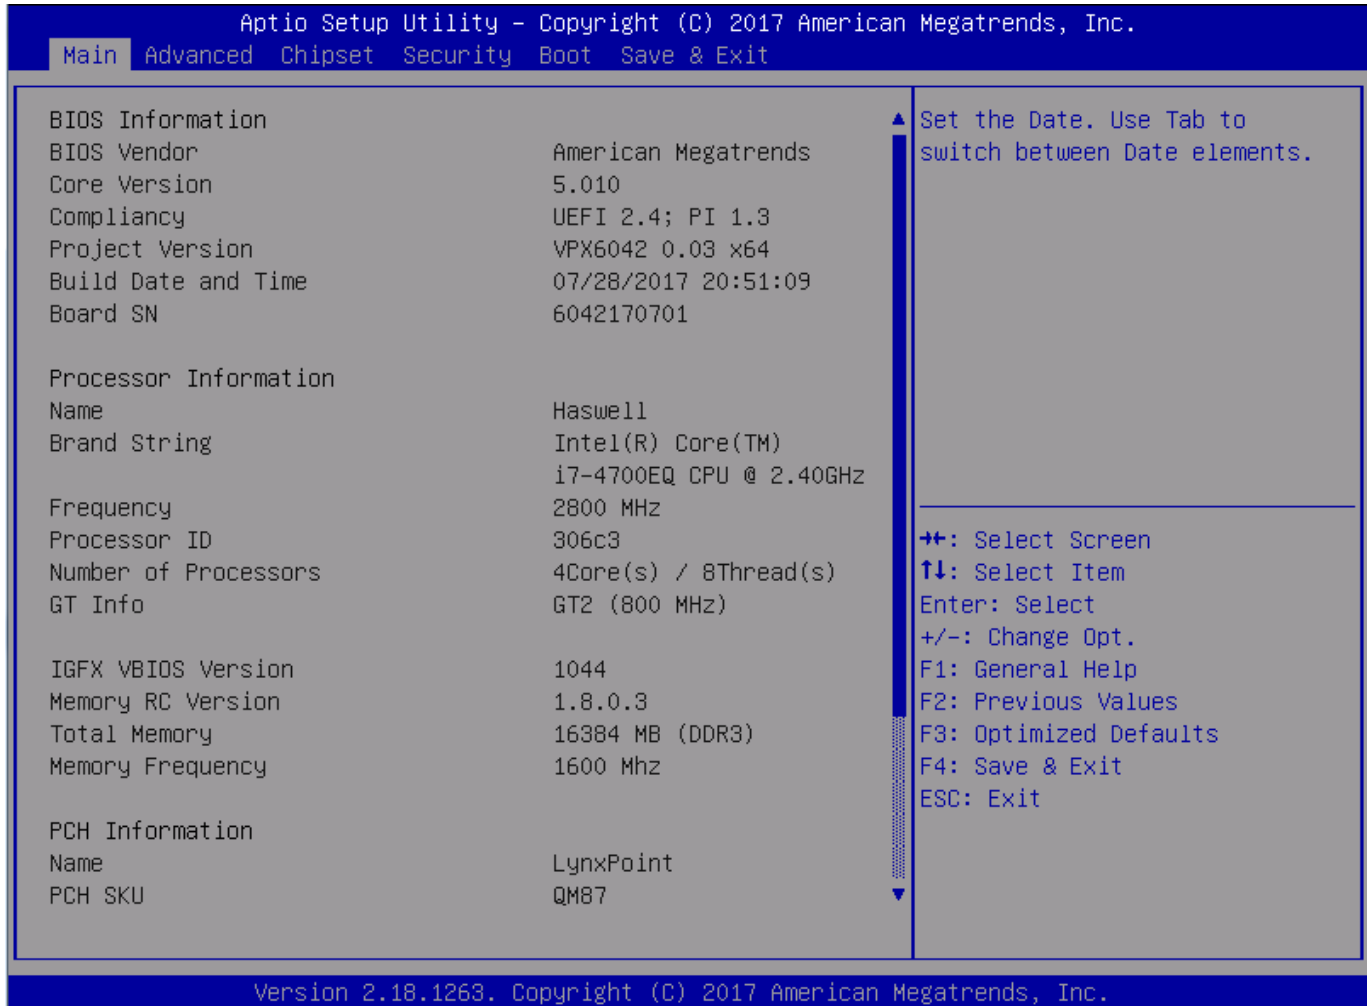 Aptio Setup Utility – Copyright (C) 2017 American Megatrends, Inc.
Main Advanced Chipset Security Boot Save & Exit
BIOS Information
BIOS Vendor American Megatrends
Core Version 5.010
Compliancy UEFI 2.4; PI 1.3
Project Version VPX6042 0.03 x64
Build Date and Time 07/28/2017 20:51:09
Board SN 6042170701
Processor Information
Name Haswell
Brand String Intel(R) Core(TM)
i7-4700EQ CPU @ 2.40GHz
Frequency 2800 MHz
Processor ID 306c3
Number of Processors 4Core(s) / 8Thread(s)
GT Info GT2 (800 MHz)
IGFX VBIOS Version 1044
Memory RC Version 1.8.0.3
Total Memory 16384 MB (DDR3)
Memory Frequency 1600 Mhz
PCH Information
Name LynxPoint
PCH SKU QM87
Set the Date. Use Tab to
switch between Date elements.
→←: Select Screen
↑↓: Select Item
Enter: Select
+/-: Change Opt.
F1: General Help
F2: Previous Values
F3: Optimized Defaults
F4: Save & Exit
ESC: Exit
Version 2.18.1263. Copyright (C) 2017 American Megatrends, Inc.